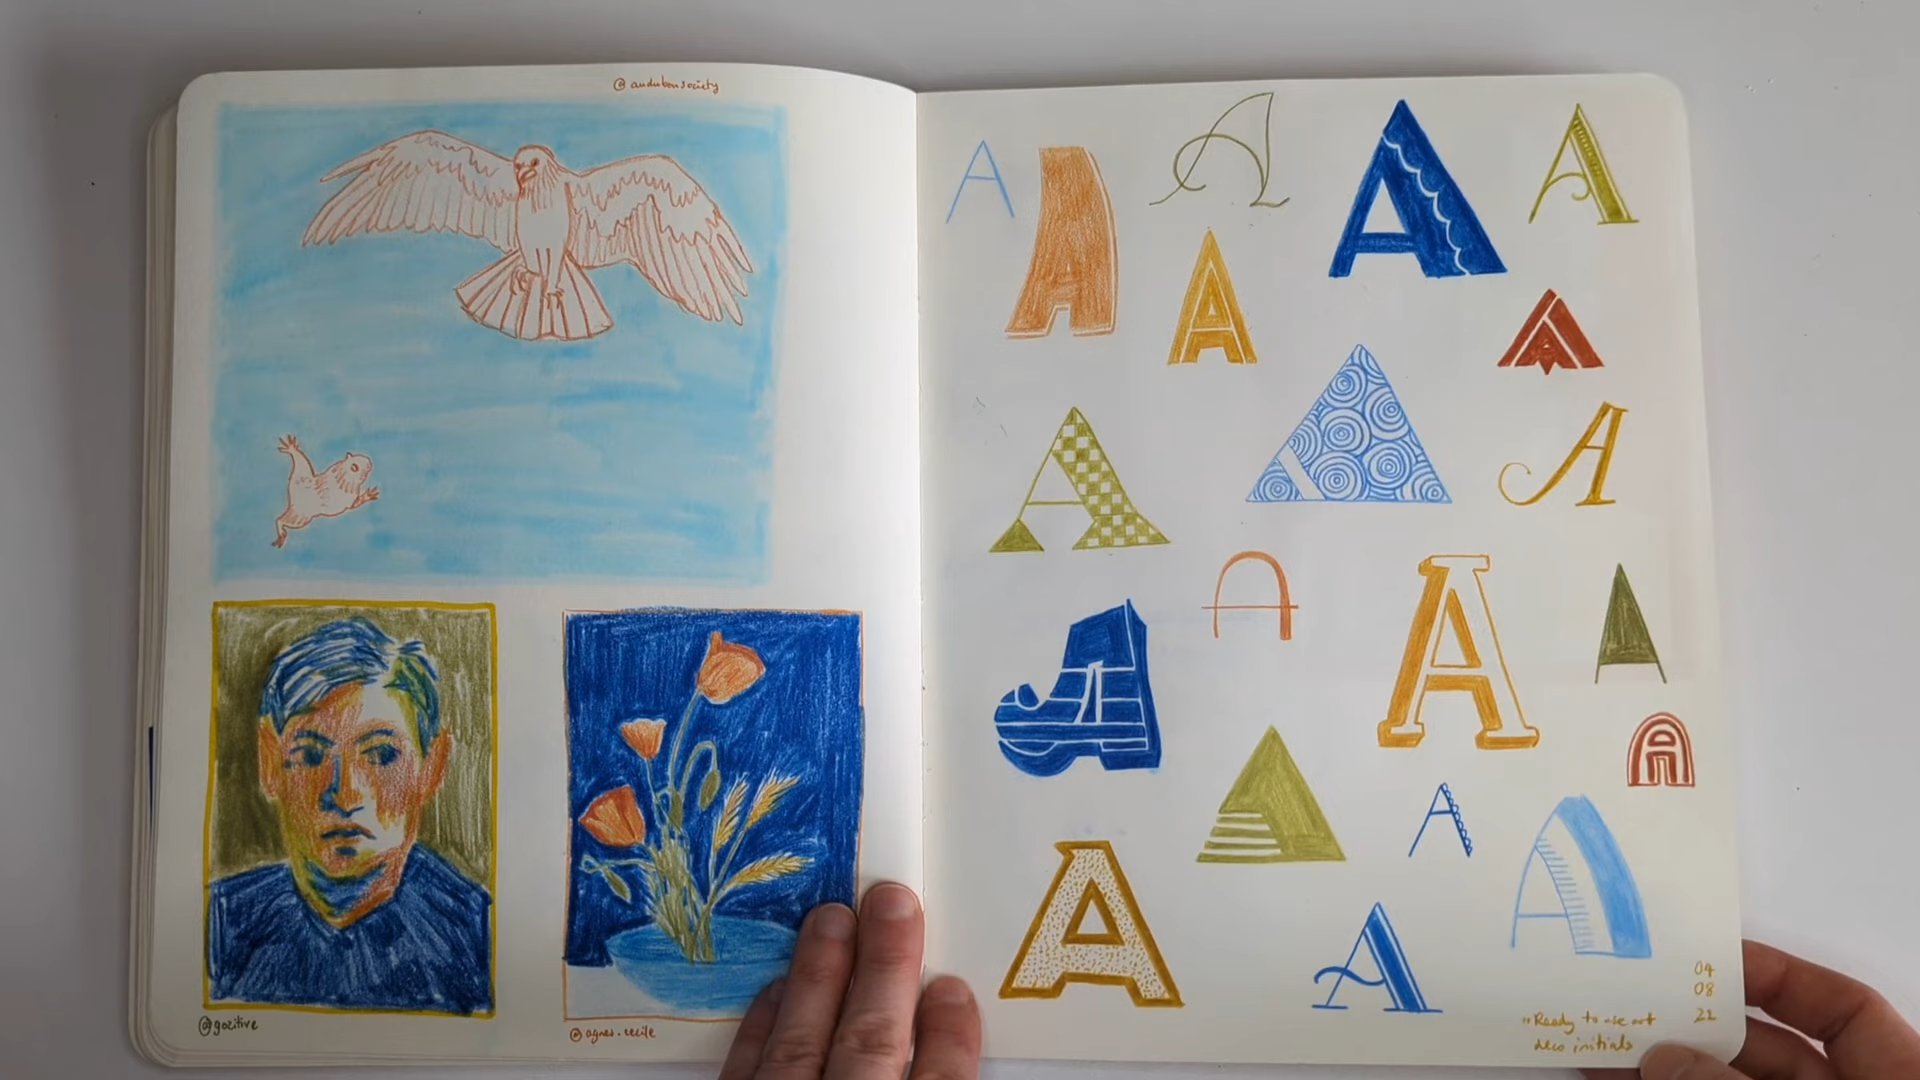 @audubonsociety
A A A A A
A A
A A A
A A A
A
A A
A A
A A
@gozitive
@agnes.cecile
04
08
22
"Ready to use art
deco initials